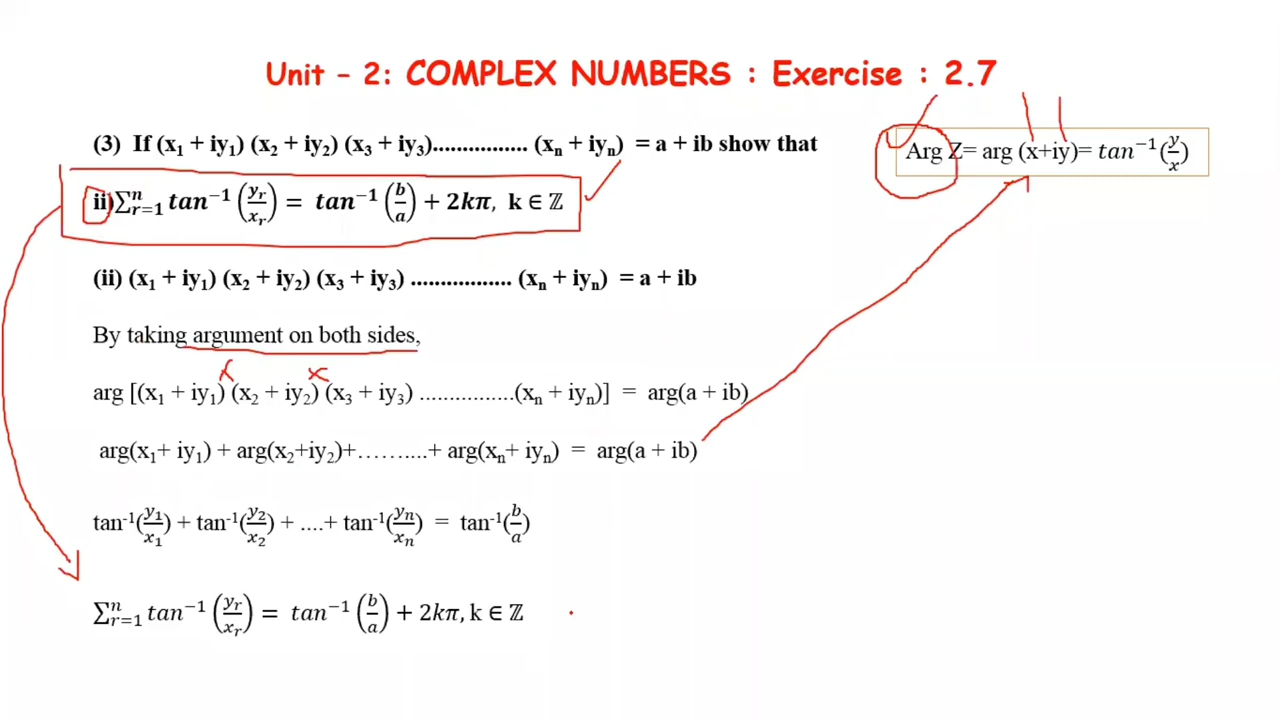 Unit – 2: COMPLEX NUMBERS : Exercise : 2.7
(3) If (x₁ + iy₁) (x₂ + iy₂) (x₃ + iy₃)................ (xₙ + iyₙ) = a + ib show that
Arg Z= arg (x+iy)= tan⁻¹(y/x)
ii) ∑ⁿᵣ₌₁ tan⁻¹ (yᵣ/xᵣ) = tan⁻¹ (b/a) + 2kπ, k ∈ ℤ
(ii) (x₁ + iy₁) (x₂ + iy₂) (x₃ + iy₃) ................. (xₙ + iyₙ) = a + ib
By taking argument on both sides,
arg [(x₁ + iy₁) (x₂ + iy₂) (x₃ + iy₃) ................(xₙ + iyₙ)] = arg(a + ib)
arg(x₁+ iy₁) + arg(x₂+iy₂)+……....+ arg(xₙ+ iyₙ) = arg(a + ib)
tan⁻¹(y₁/x₁) + tan⁻¹(y₂/x₂) + ....+ tan⁻¹(yₙ/xₙ) = tan⁻¹(b/a)
∑ⁿᵣ₌₁ tan⁻¹ (yᵣ/xᵣ) = tan⁻¹ (b/a) + 2kπ, k ∈ ℤ